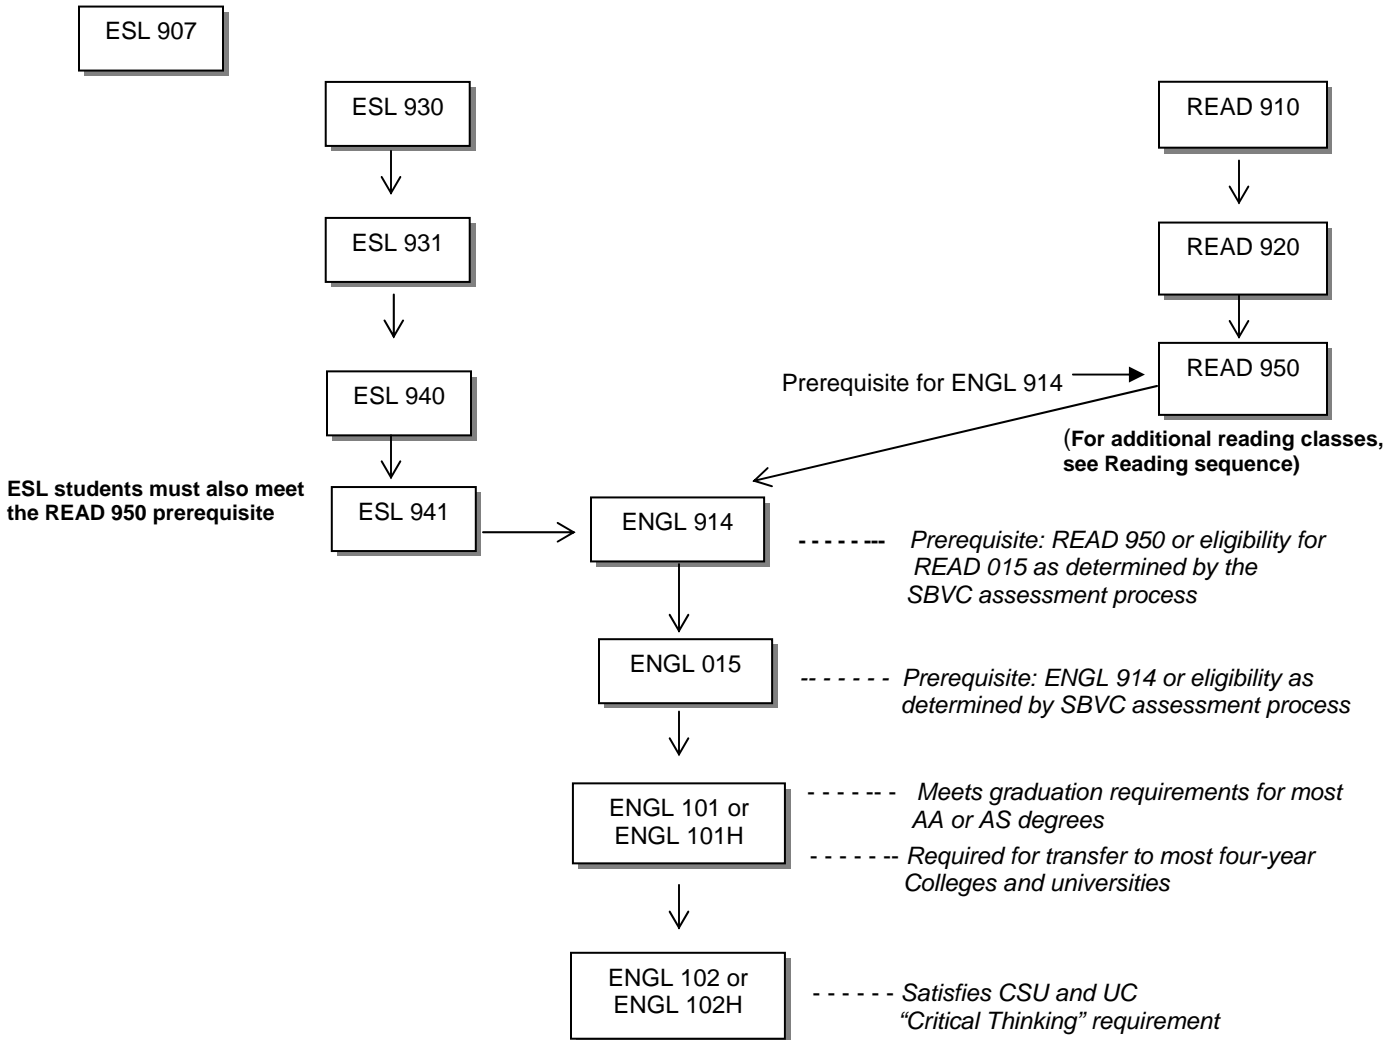 ESL 907
ESL 930
READ 910
ESL 931
READ 920
READ 950
Prerequisite for ENGL 914
ESL 940
(For additional reading classes,
see Reading sequence)
ESL students must also meet
the READ 950 prerequisite
ESL 941
ENGL 914
Prerequisite: READ 950 or eligibility for
READ 015 as determined by the
SBVC assessment process
ENGL 015
Prerequisite: ENGL 914 or eligibility as
determined by SBVC assessment process
ENGL 101 or
ENGL 101H
Meets graduation requirements for most
AA or AS degrees
Required for transfer to most four-year
Colleges and universities
ENGL 102 or
ENGL 102H
Satisfies CSU and UC
“Critical Thinking” requirement